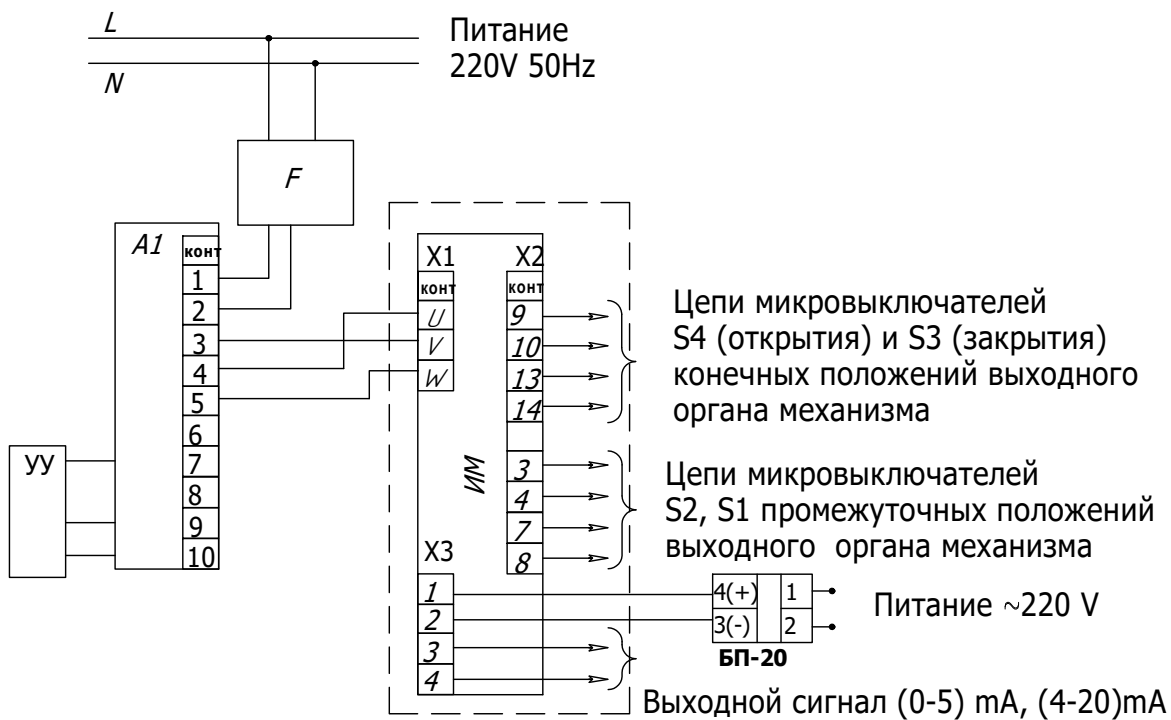 L
N
Питание
220V 50Hz
F
A1
конт
1
2
3
4
5
6
7
8
9
10
УУ
X1
конт
U
V
W
X2
конт
9
10
13
14
3
4
7
8
ИМ
X3
1
2
3
4
Цепи микровыключателей
S4 (открытия) и S3 (закрытия)
конечных положений выходного
органа механизма
Цепи микровыключателей
S2, S1 промежуточных положений
выходного органа механизма
4(+) 1
3(-) 2
БП-20
Питание ~220 V
Выходной сигнал (0-5) mA, (4-20)mA